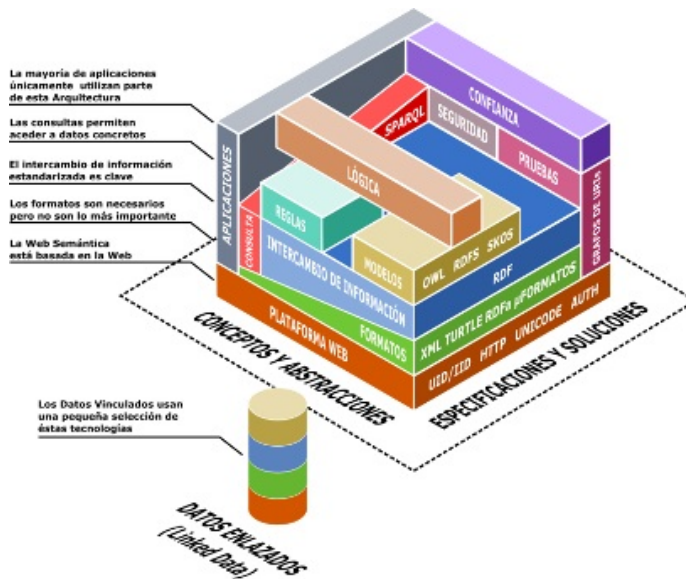 La mayoría de aplicaciones
únicamente utilizan parte
de esta Arquitectura
Las consultas permiten
aceder a datos concretos
El intercambio de información
estandarizada es clave
Los formatos son necesarios
pero no son lo más importante
La Web Semántica
está basada en la Web
APLICACIONES
CONFIANZA
SPARQL
SEGURIDAD
PRUEBAS
LÓGICA
REGLAS
CONSULTA
MODELOS
OWL RDFS SKOS
GRAFOS DE URIs
INTERCAMBIO DE INFORMACIÓN
RDF
FORMATOS
XML TURTLE RDFa µFORMATOS
PLATAFORMA WEB
UID/IID HTTP UNICODE AUTH
CONCEPTOS Y ABSTRACCIONES
ESPECIFICACIONES Y SOLUCIONES
Los Datos Vinculados usan
una pequeña selección de
éstas tecnologías
DATOS ENLAZADOS
(Linked Data)